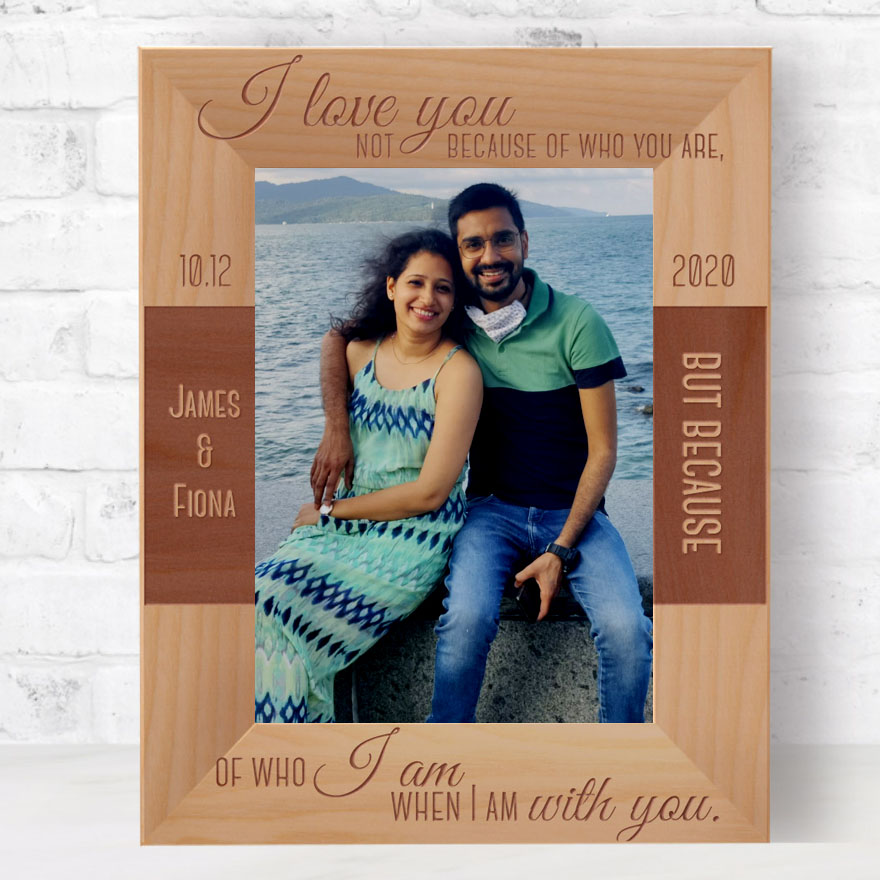 I love you
NOT BECAUSE OF WHO YOU ARE,
10.12
2020
JAMES
&
FIONA
BUT BECAUSE
OF WHO I am
WHEN I AM with you.